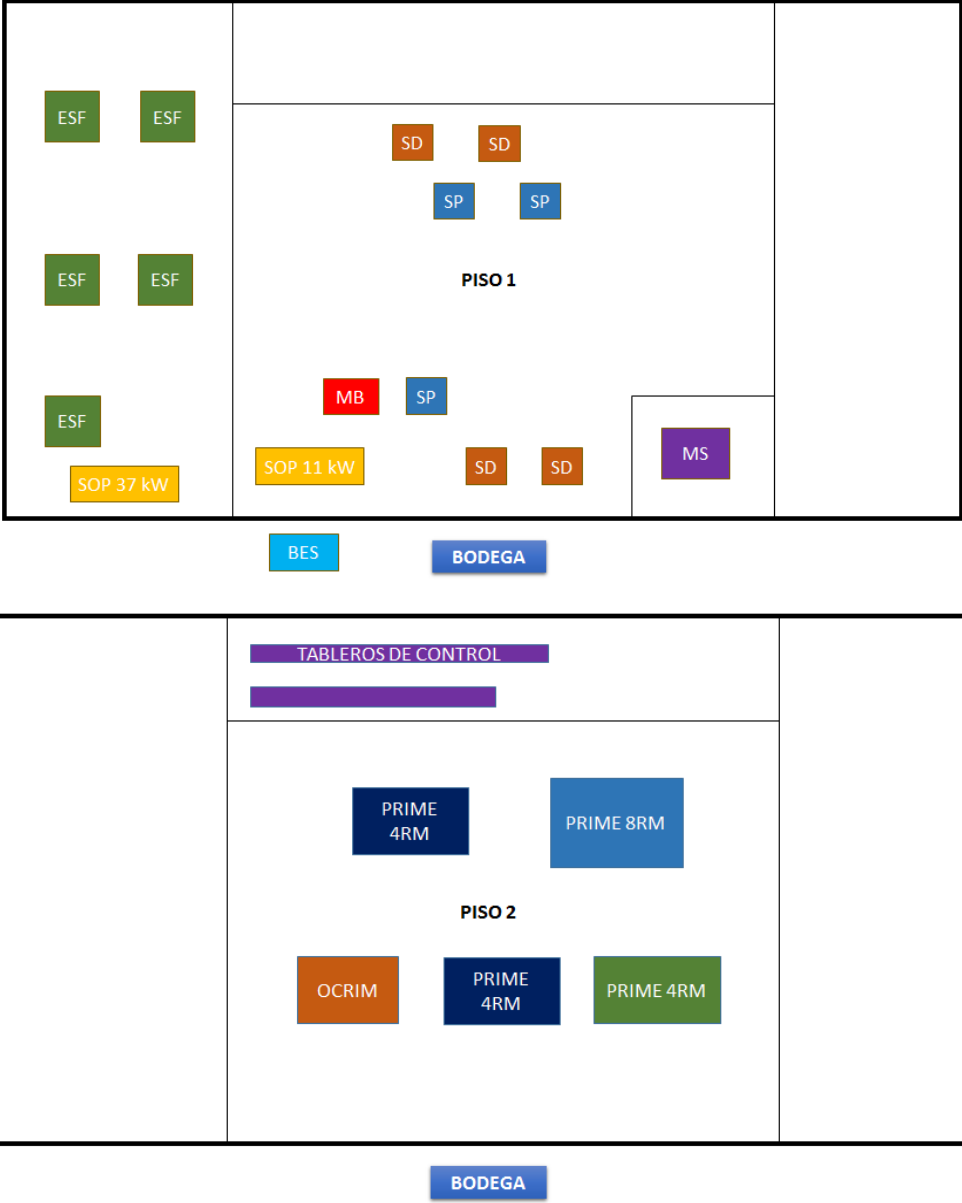 ESF
ESF
SD
SD
SP
SP
ESF
ESF
PISO 1
MB
SP
ESF
MS
SOP 11 kW
SD
SD
SOP 37 kW
BES
BODEGA
TABLEROS DE CONTROL
PRIME
4RM
PRIME 8RM
PISO 2
OCRIM
PRIME
4RM
PRIME 4RM
BODEGA